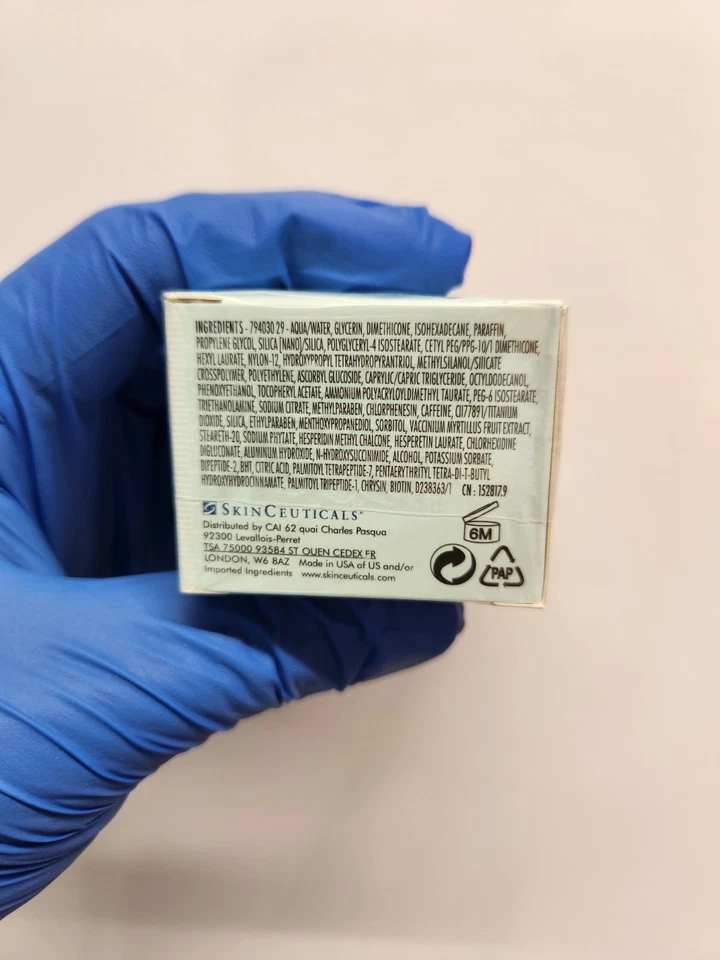 INGREDIENTS - 794030 29 - AQUA/WATER, GLYCERIN, DIMETHICONE, ISOHEXADECANE, PARAFFIN,
PROPYLENE GLYCOL, SILICA [NANO]/SILICA, POLYGLYCERYL-4 ISOSTEARATE, CETYL PEG/PPG-10/1 DIMETHICONE,
HEXYL LAURATE, NYLON-12, HYDROXYPROPYL TETRAHYDROPYRANTRIOL, METHYLSILANOL/SILICATE
CROSSPOLYMER, POLYETHYLENE, ASCORBYL GLUCOSIDE, CAPRYLIC/CAPRIC TRIGLYCERIDE, OCTYLDODECANOL,
PHENOXYETHANOL, TOCOPHERYL ACETATE, AMMONIUM POLYACRYLOYLDIMETHYL TAURATE, PEG-6 ISOSTEARATE,
TRIETHANOLAMINE, SODIUM CITRATE, METHYLPARABEN, CHLORPHENESIN, CAFFEINE, CI77891/TITANIUM
DIOXIDE, SILICA, ETHYLPARABEN, MENTHOXYPROPANEDIOL, SORBITOL, VACCINIUM MYRTILLUS FRUIT EXTRACT,
STEARETH-20, SODIUM PHYTATE, HESPERIDIN METHYL CHALCONE, HESPERETIN LAURATE, CHLORHEXIDINE
DIGLUCONATE, ALUMINUM HYDROXIDE, N-HYDROXYSUCCINIMIDE, ALCOHOL, POTASSIUM SORBATE,
DIPEPTIDE-2, BHT, CITRIC ACID, PALMITOYL TETRAPEPTIDE-7, PENTAERYTHRITYL TETRA-DI-T-BUTYL
HYDROXYHYDROCINNAMATE, PALMITOYL TRIPEPTIDE-1, CHRYSIN, BIOTIN, D238363/1 CN : 152817.9
SKINCEUTICALS
Distributed by CAI 62 quai Charles Pasqua
92300 Levallois-Perret
TSA 75000 93584 ST OUEN CEDEX FR
LONDON, W6 8AZ Made in USA of US and/or
Imported Ingredients www.skinceuticals.com
6M
PAP